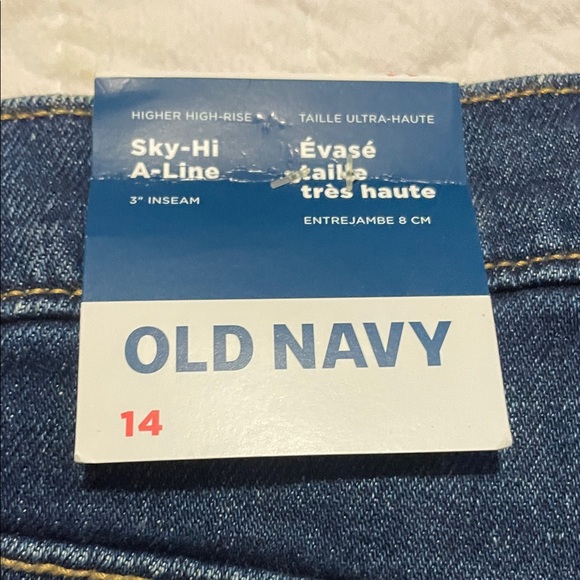 HIGHER HIGH-RISE
Sky-Hi
A-Line
3" INSEAM
TAILLE ULTRA-HAUTE
Évasé
taille
très haute
ENTREJAMBE 8 CM
OLD NAVY
14